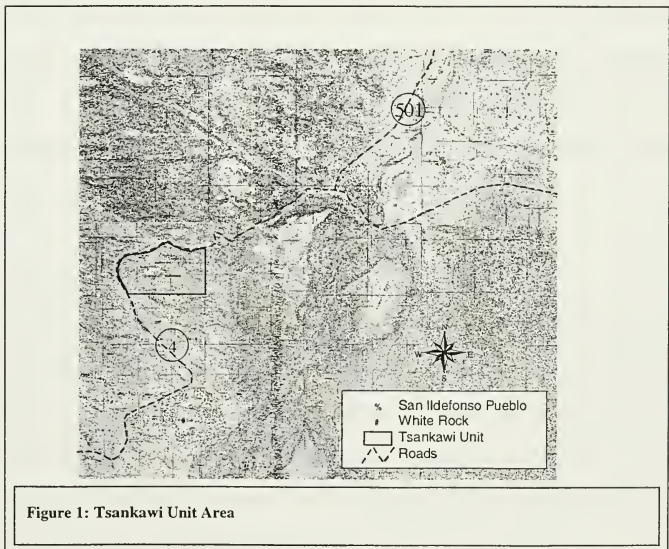 501
4
N
W E
S
San Ildefonso Pueblo
White Rock
Tsankawi Unit
Roads
Figure 1: Tsankawi Unit Area